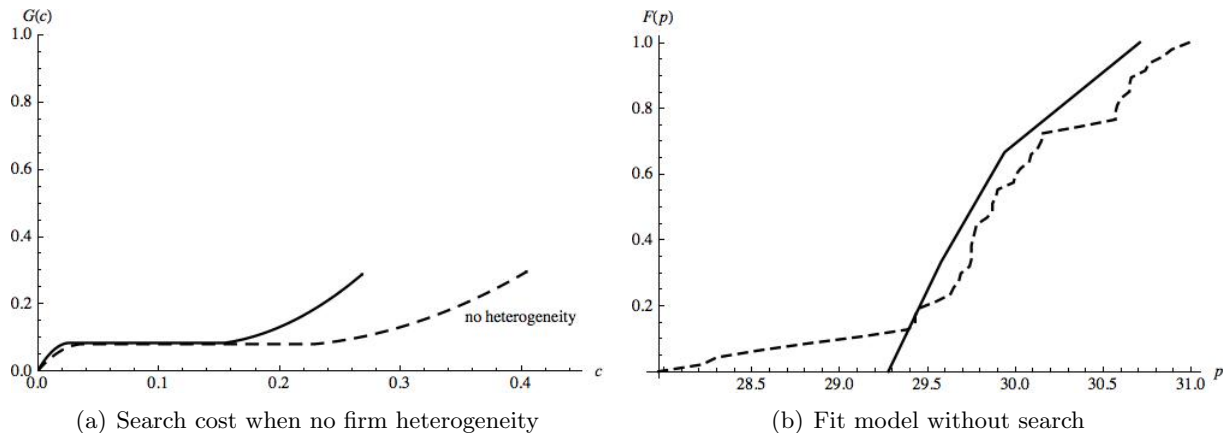 G(c)
1.0
0.8
0.6
0.4
0.2
0.0
no heterogeneity
0.0 0.1 0.2 0.3 0.4 c
(a) Search cost when no firm heterogeneity
F(p)
1.0
0.8
0.6
0.4
0.2
28.5 29.0 29.5 30.0 30.5 31.0 p
(b) Fit model without search